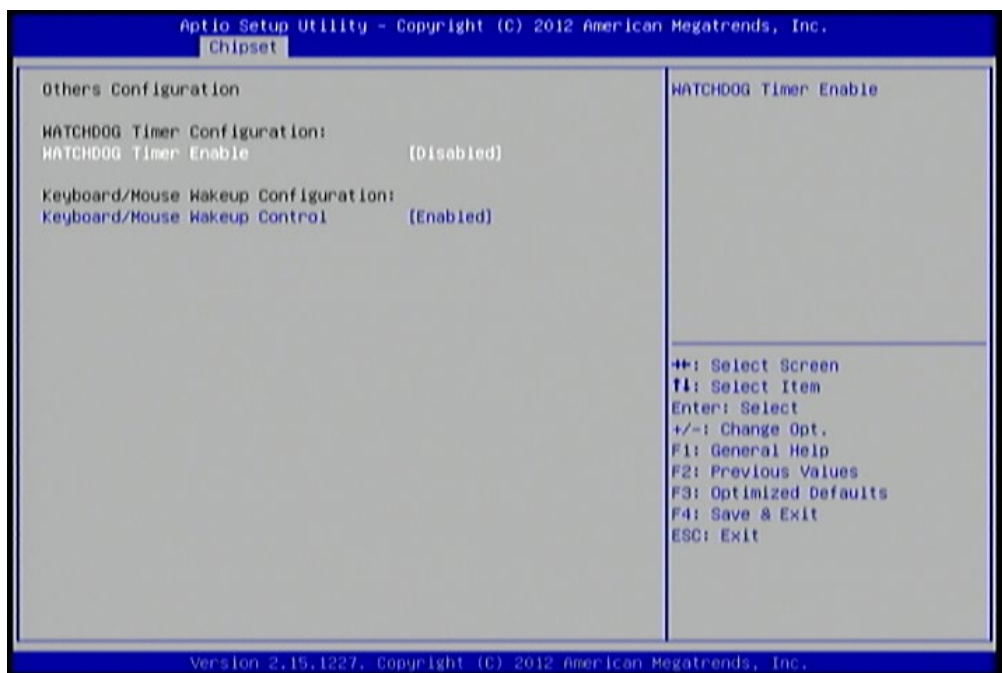 Aptio Setup Utility - Copyright (C) 2012 American Megatrends, Inc.
Chipset
Others Configuration
WATCHDOG Timer Configuration:
WATCHDOG Timer Enable [Disabled]
Keyboard/Mouse Wakeup Configuration:
Keyboard/Mouse Wakeup Control [Enabled]
WATCHDOG Timer Enable
→←: Select Screen
↑↓: Select Item
Enter: Select
+/-: Change Opt.
F1: General Help
F2: Previous Values
F3: Optimized Defaults
F4: Save & Exit
ESC: Exit
Version 2.15.1227. Copyright (C) 2012 American Megatrends, Inc.